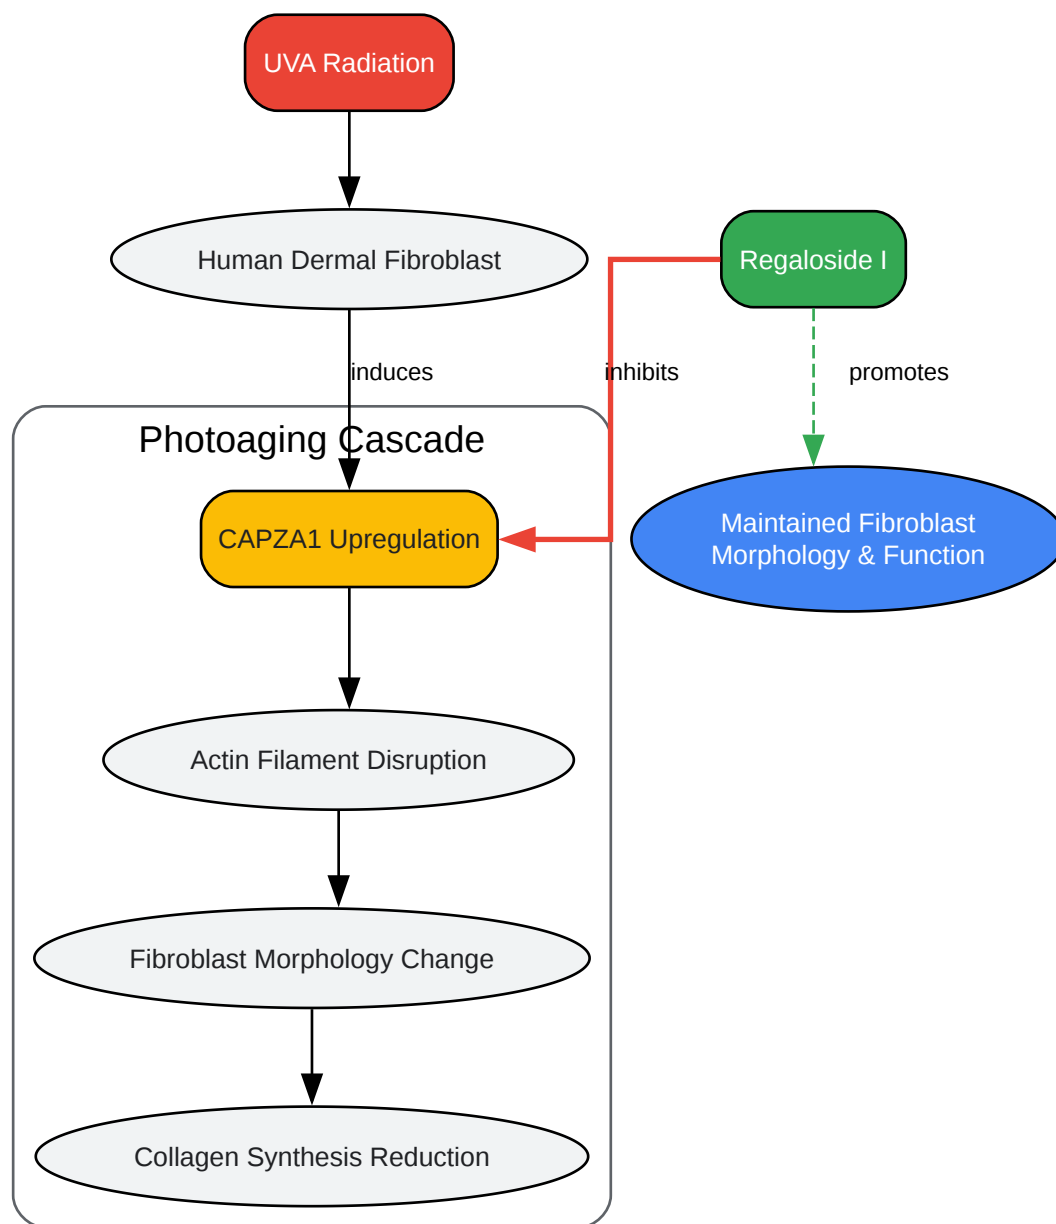 UVA Radiation
Human Dermal Fibroblast
Regaloside I
induces
inhibits
promotes
Photoaging Cascade
CAPZA1 Upregulation
Maintained Fibroblast
Morphology & Function
Actin Filament Disruption
Fibroblast Morphology Change
Collagen Synthesis Reduction